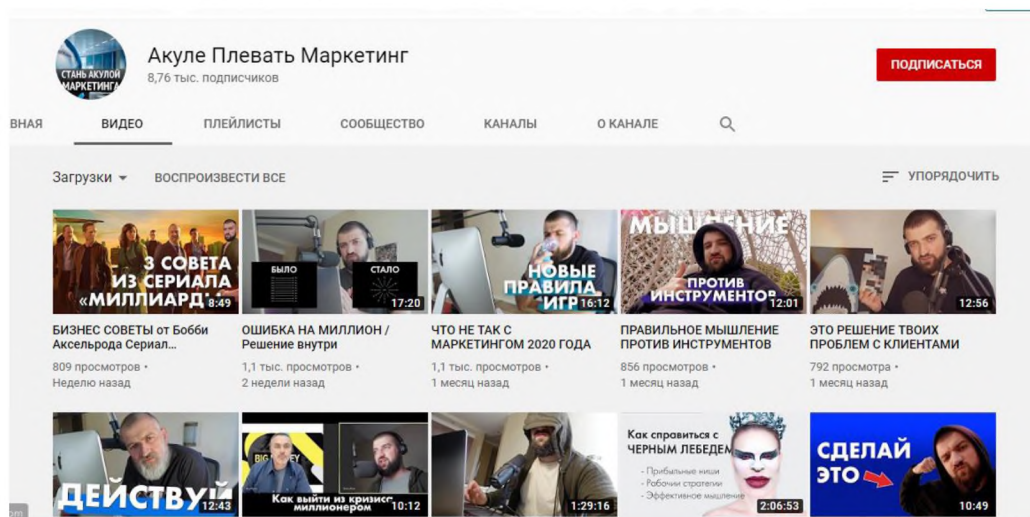 СТАНЬ АКУЛОЙ
МАРКЕТИНГА
Акуле Плевать Маркетинг
8,76 тыс. подписчиков
ПОДПИСАТЬСЯ
ВНАЯ
ВИДЕО
ПЛЕЙЛИСТЫ
СООБЩЕСТВО
КАНАЛЫ
О КАНАЛЕ
Загрузки
ВОСПРОИЗВЕСТИ ВСЕ
УПОРЯДОЧИТЬ
3 СОВЕТА
ИЗ СЕРИАЛА
«МИЛЛИАРД
8:49
БИЗНЕС СОВЕТЫ от Бобби
Аксельрода Сериал...
809 просмотров •
Неделю назад
БЫЛО
СТАЛО
17:20
ОШИБКА НА МИЛЛИОН /
Решение внутри
1,1 тыс. просмотров •
2 недели назад
НОВЫЕ
ПРАВИЛА
ИГР
16:12
ЧТО НЕ ТАК С
МАРКЕТИНГОМ 2020 ГОДА
1,1 тыс. просмотров •
1 месяц назад
МЫШЛЕНИЕ
ПРОТИВ
ИНСТРУМЕНТОВ
12:01
ПРАВИЛЬНОЕ МЫШЛЕНИЕ
ПРОТИВ ИНСТРУМЕНТОВ
856 просмотров •
1 месяц назад
12:56
ЭТО РЕШЕНИЕ ТВОИХ
ПРОБЛЕМ С КЛИЕНТАМИ
792 просмотра •
1 месяц назад
ДЕЙСТВУЙ
12:43
Как выйти из кризиса
миллионером
10:12
1:29:16
Как справиться с
ЧЕРНЫМ ЛЕБЕДЕМ
- Прибыльные ниши
- Рабочии стратегии
- Эффективное мышление
2:06:53
СДЕЛАЙ
ЭТО
10:49